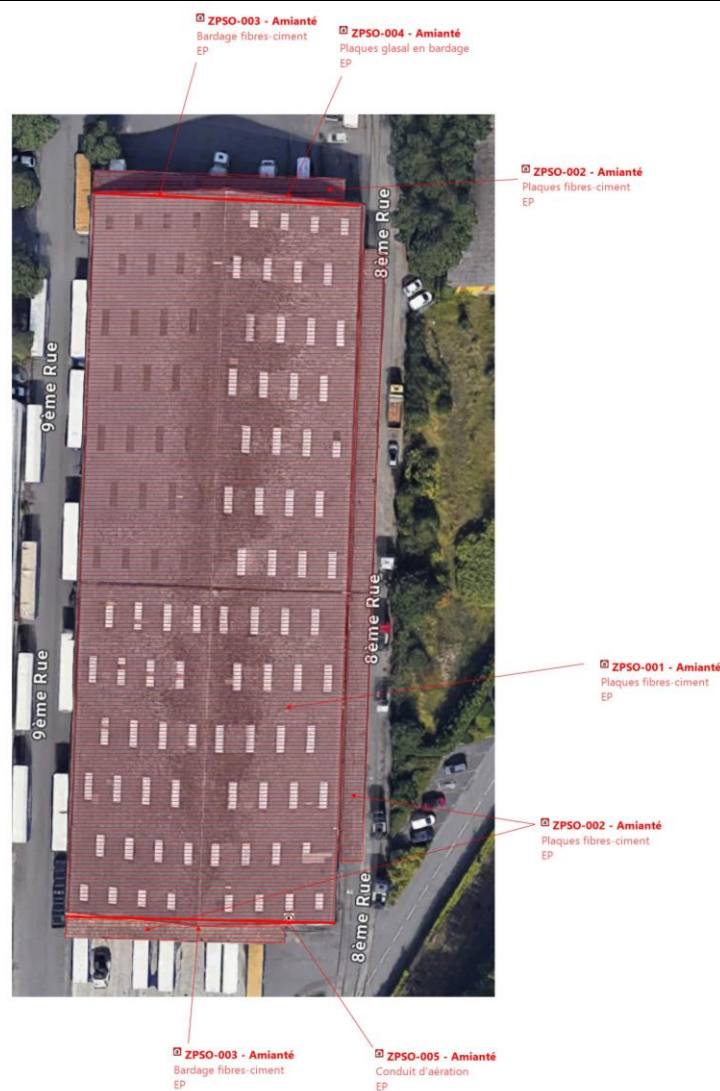 ZPSO-003 - Amianté
Bardage fibres-ciment
EP
ZPSO-004 - Amianté
Plaques glasal en bardage
EP
ZPSO-002 - Amianté
Plaques fibres-ciment
EP
8ème Rue
9ème Rue
8ème Rue
9ème Rue
ZPSO-001 - Amianté
Plaques fibres-ciment
EP
ZPSO-002 - Amianté
Plaques fibres-ciment
EP
8ème Rue
ZPSO-003 - Amianté
Bardage fibres-ciment
EP
ZPSO-005 - Amianté
Conduit d'aération
EP